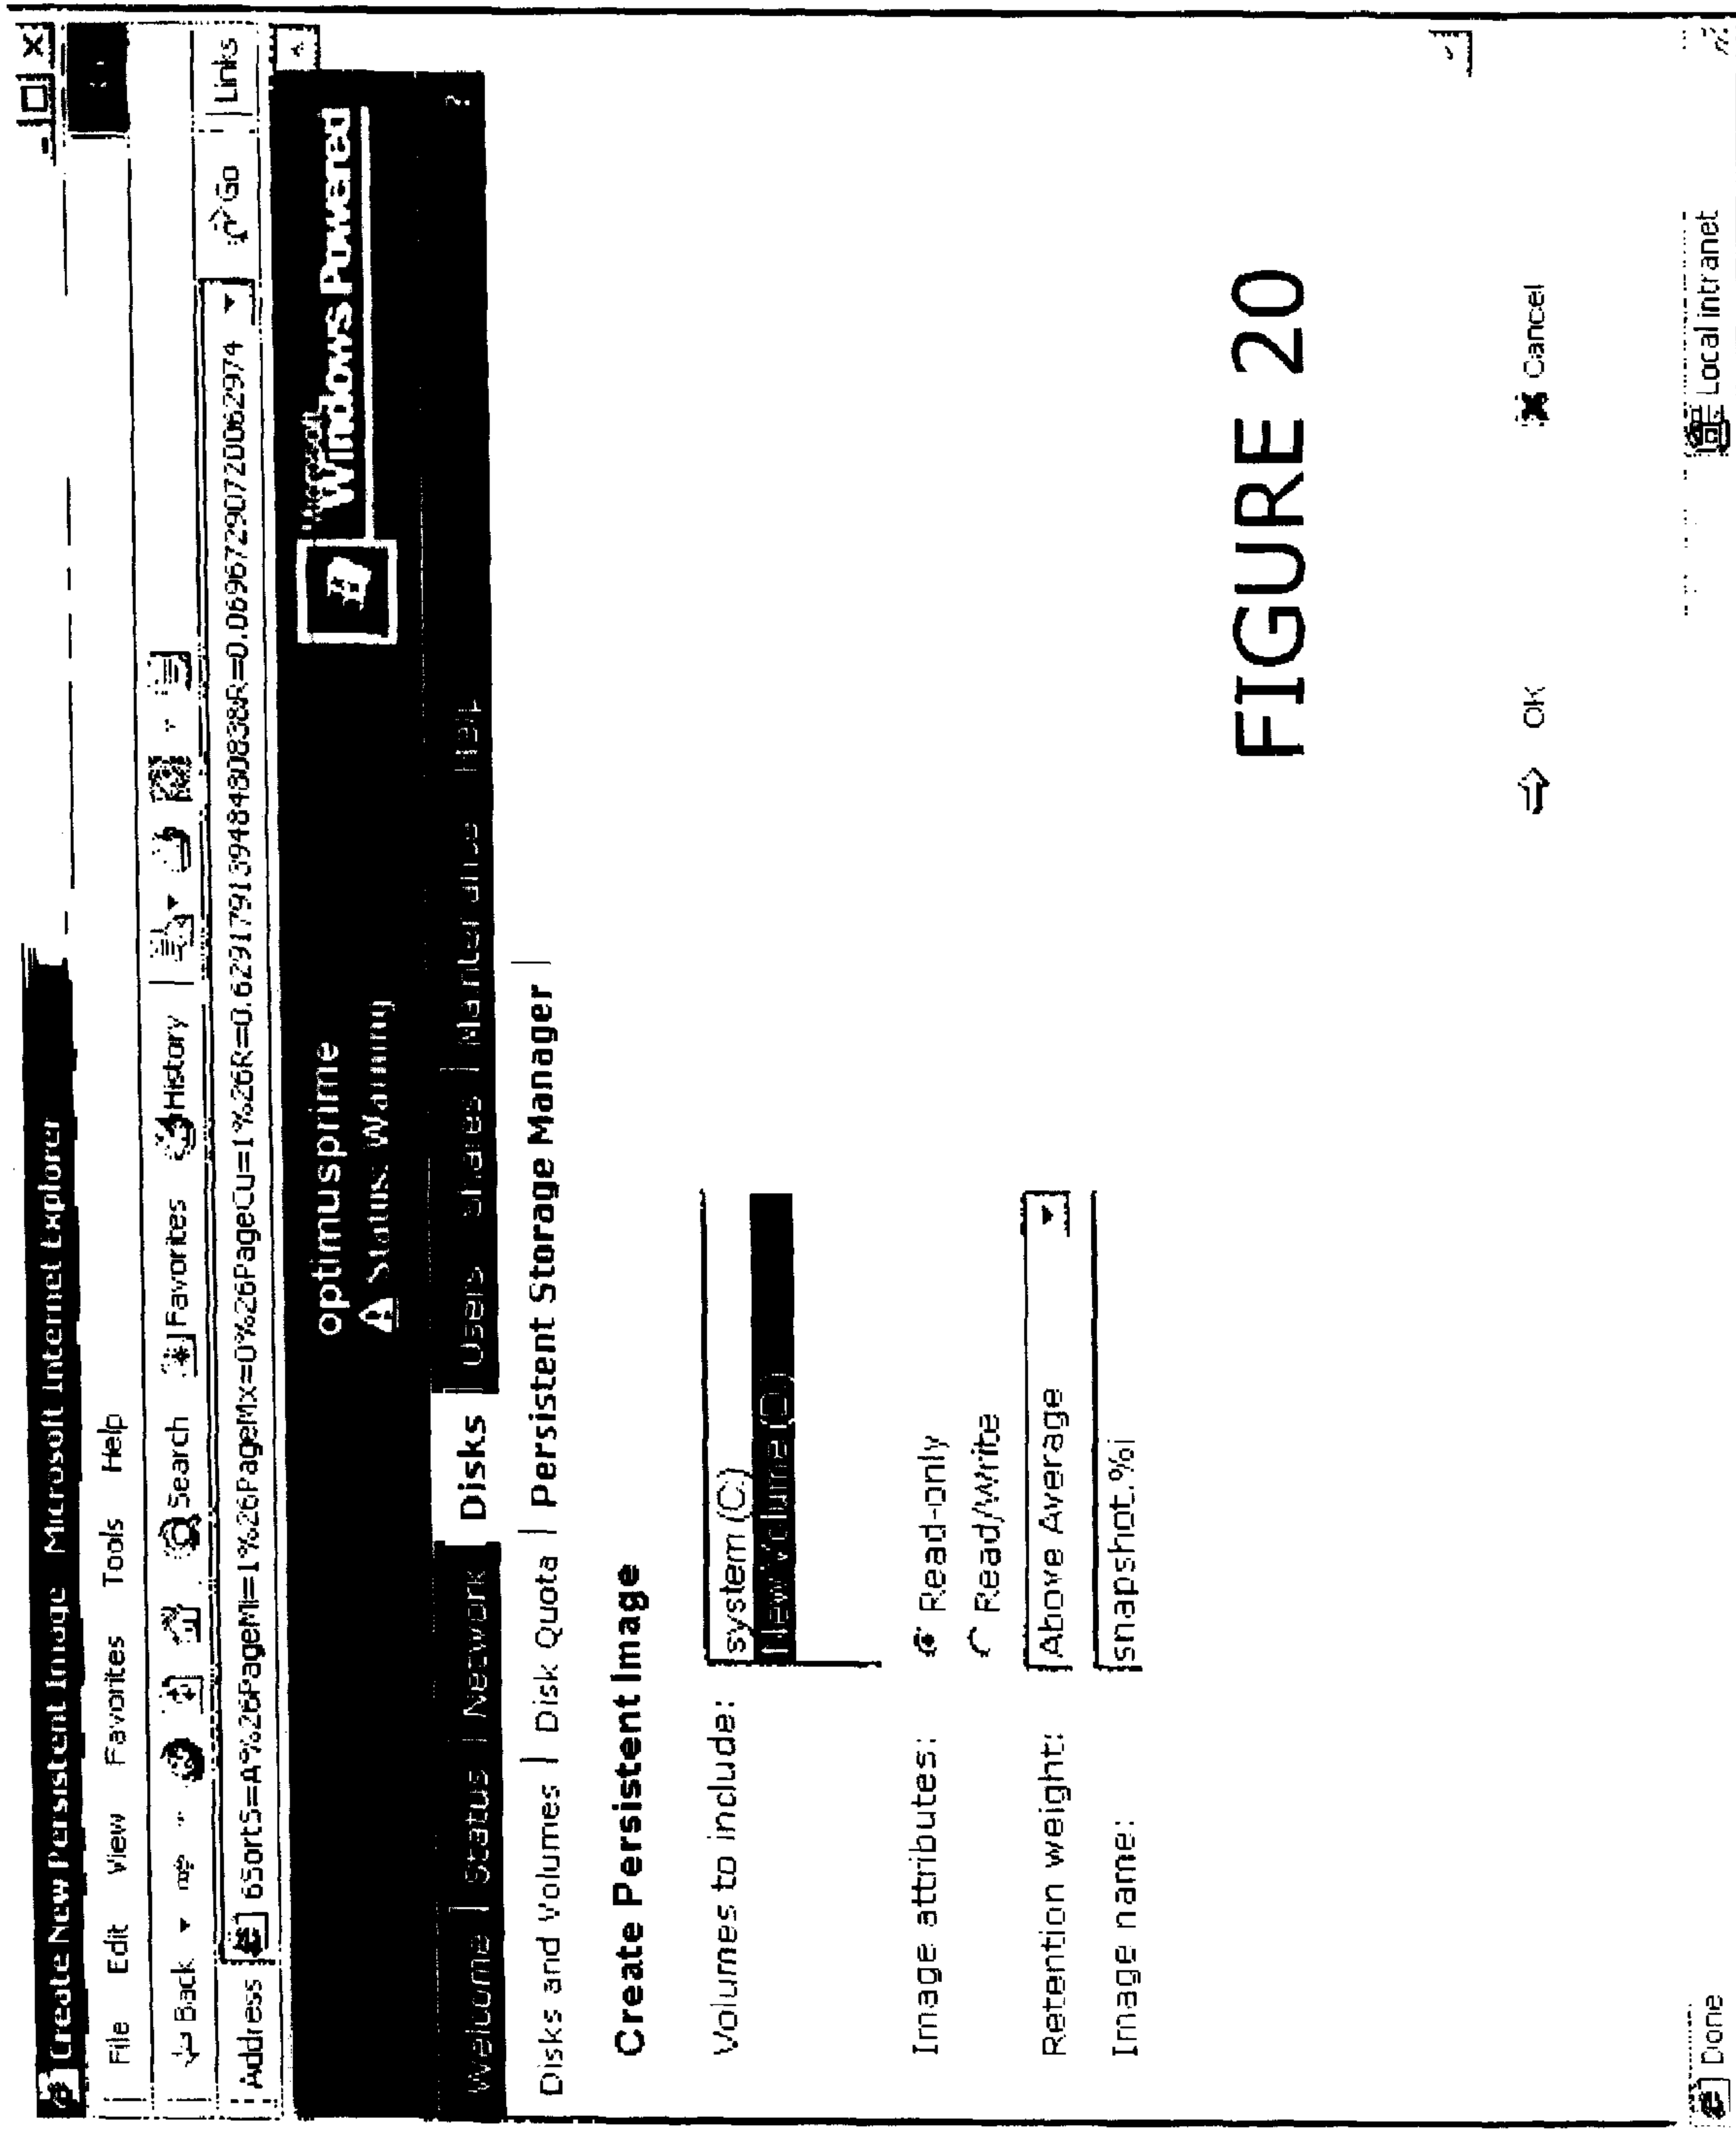 Create New Persistent Image Microsoft Internet Explorer
File Edit View Favorites Tools Help
Back Search Favorites History
Address 6SortS=A%26PageMi=1%26PageMx=0%26PageCu=1%26R=0.6291791394848083&R=0.06967290720062974 Go Links
optimusprime
Status: Warning
Microsoft
Windows Powered
Welcome | Status | Network | Disks | Users | Shares | Maintenance | Help ?
Disks and Volumes | Disk Quota | Persistent Storage Manager |
Create Persistent Image
Volumes to include:
system (C:)
New Volume (D:)
Image attributes:
Read-only
Read/Write
Retention weight:
Above Average
Image name:
snapshot.%i
FIGURE 20
OK
Cancel
Done
Local intranet